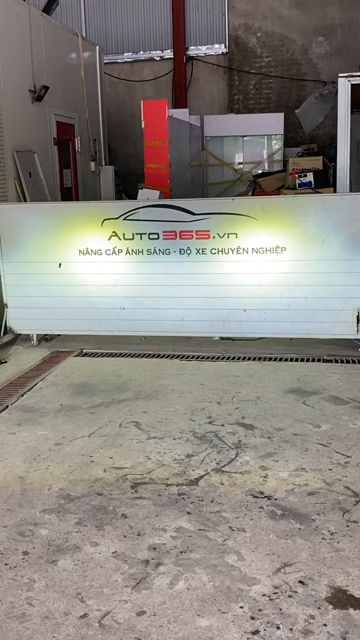 AUTO365.vn
NÂNG CẤP ÁNH SÁNG - ĐỘ XE CHUYÊN NGHIỆP